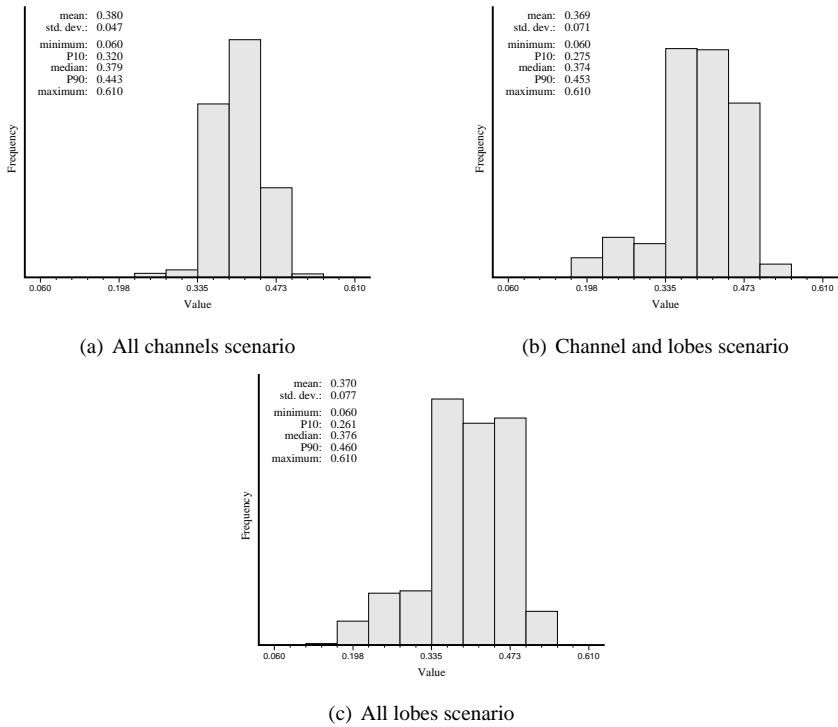 mean: 0.380
std. dev.: 0.047
minimum: 0.060
P10: 0.320
median: 0.379
P90: 0.443
maximum: 0.610
Frequency
0.060 0.198 0.335 0.473 0.610
Value
(a) All channels scenario
mean: 0.369
std. dev.: 0.071
minimum: 0.060
P10: 0.275
median: 0.374
P90: 0.453
maximum: 0.610
Frequency
0.060 0.198 0.335 0.473 0.610
Value
(b) Channel and lobes scenario
mean: 0.370
std. dev.: 0.077
minimum: 0.060
P10: 0.261
median: 0.376
P90: 0.460
maximum: 0.610
Frequency
0.060 0.198 0.335 0.473 0.610
Value
(c) All lobes scenario